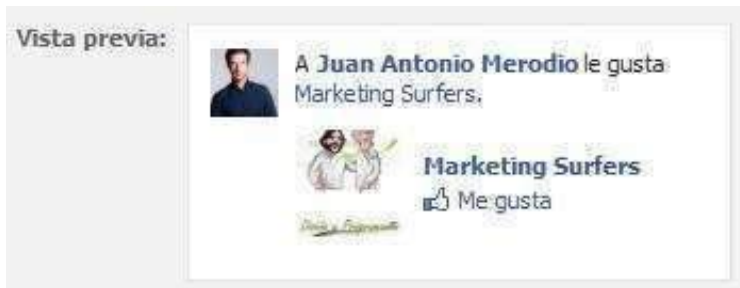 Vista previa:
A Juan Antonio Merodio le gusta
Marketing Surfers.
Marketing Surfers
Me gusta